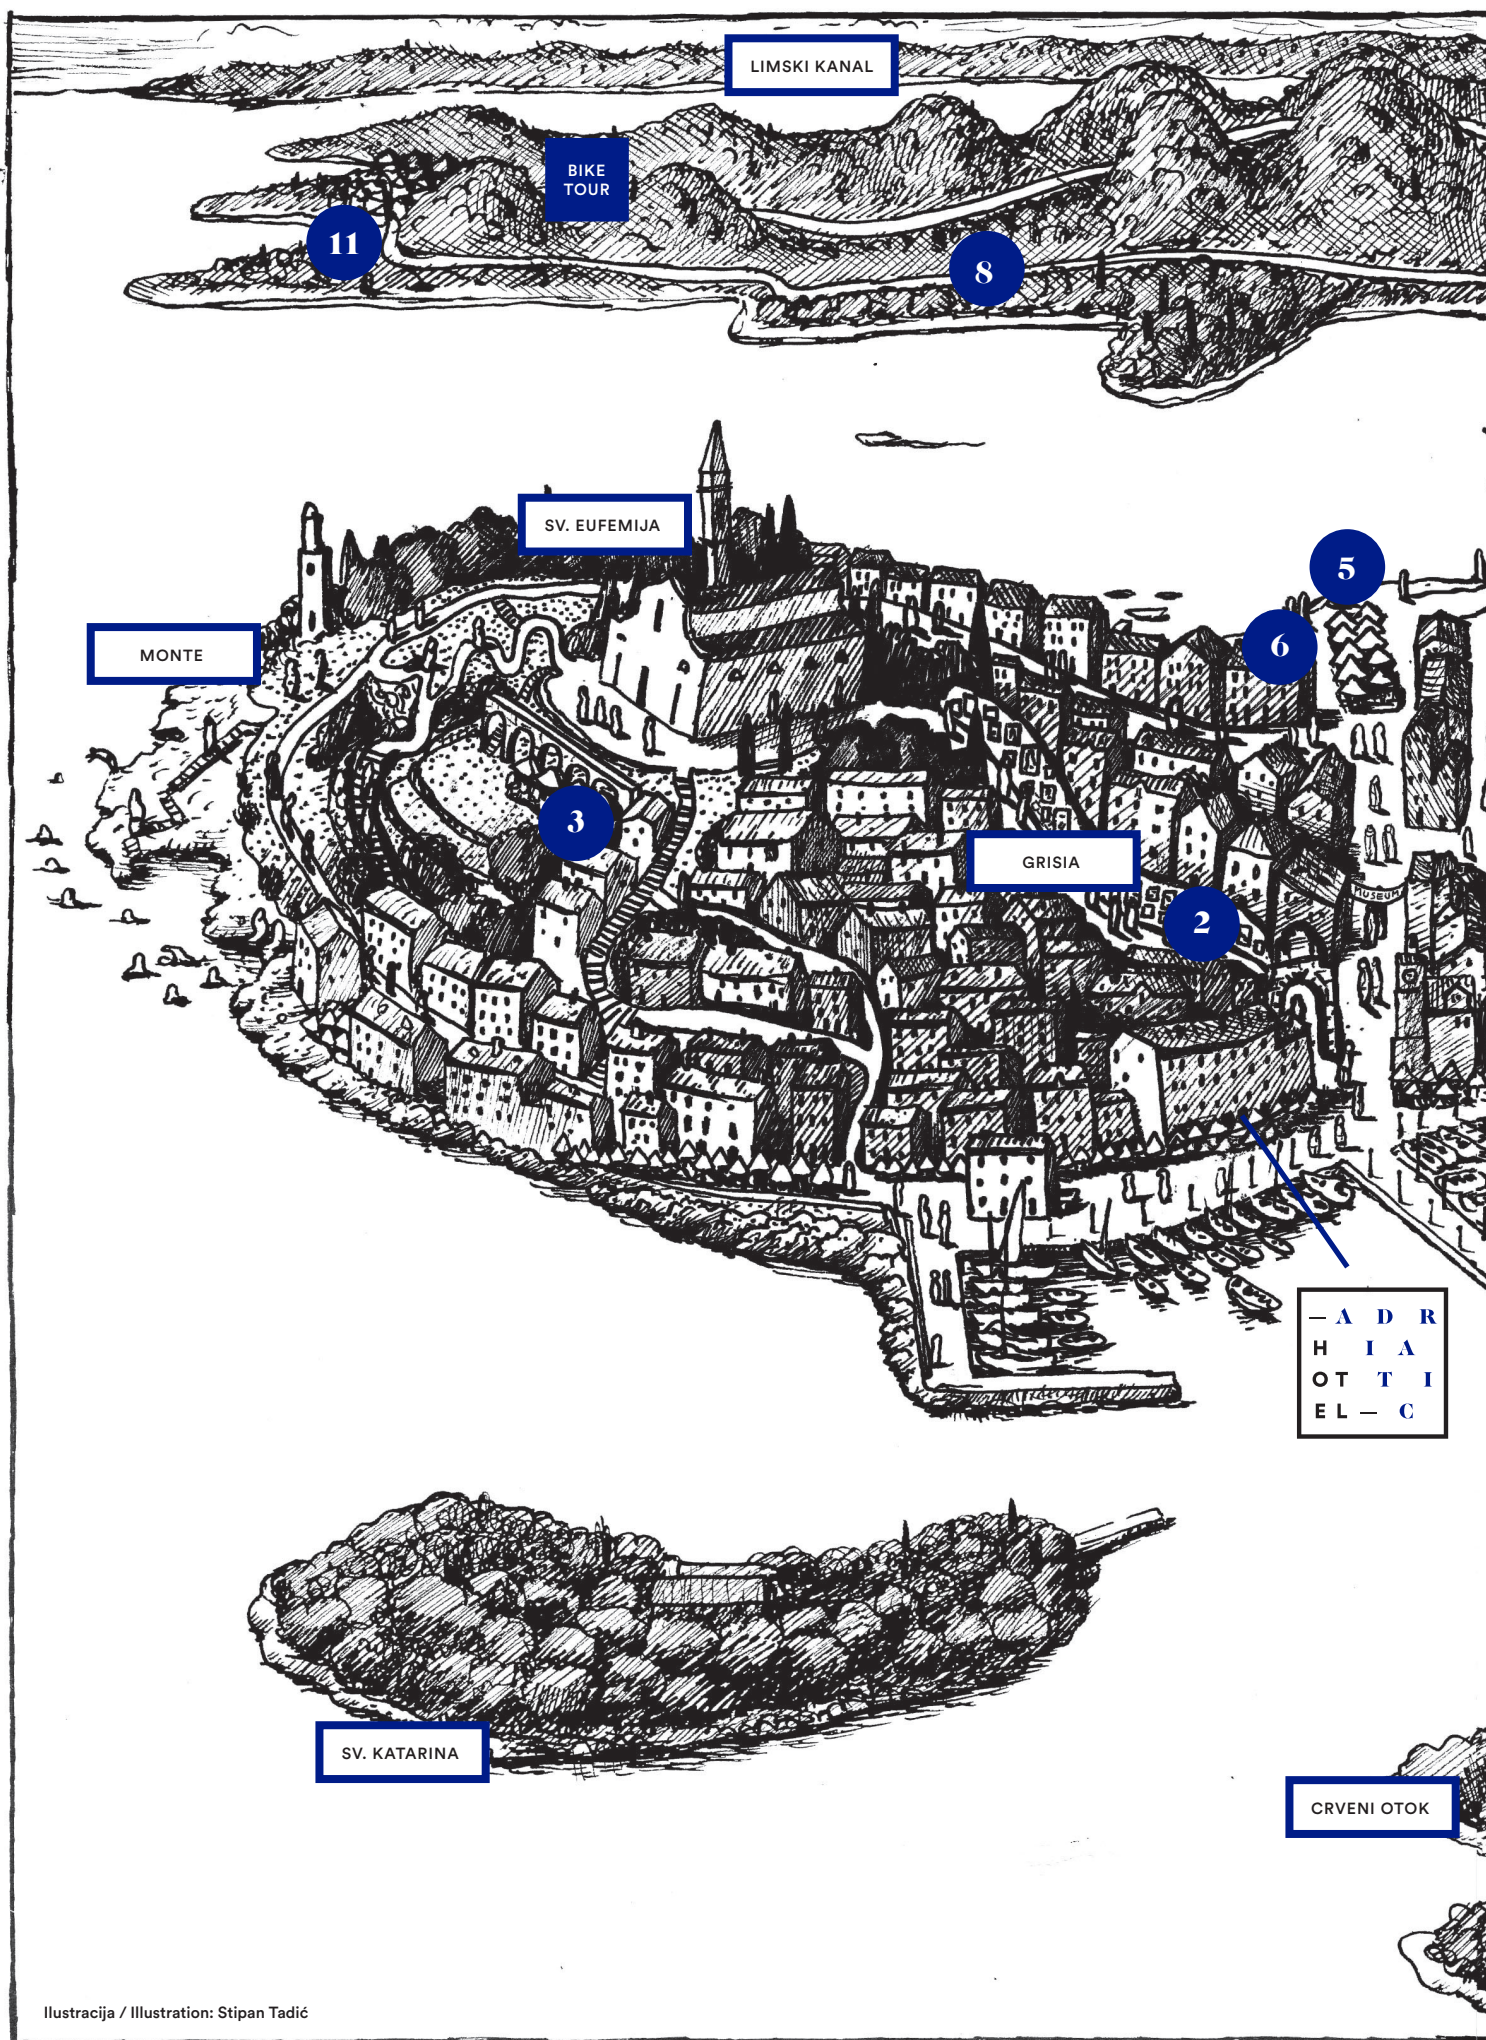 LIMSKI KANAL
BIKE
TOUR
11
8
SV. EUFEMIJA
5
6
MONTE
3
GRISIA
MUSEUM
2
— A D R
H I A
OT T I
EL — C
SV. KATARINA
CRVENI OTOK
Ilustracija / Illustration: Stipan Tadić